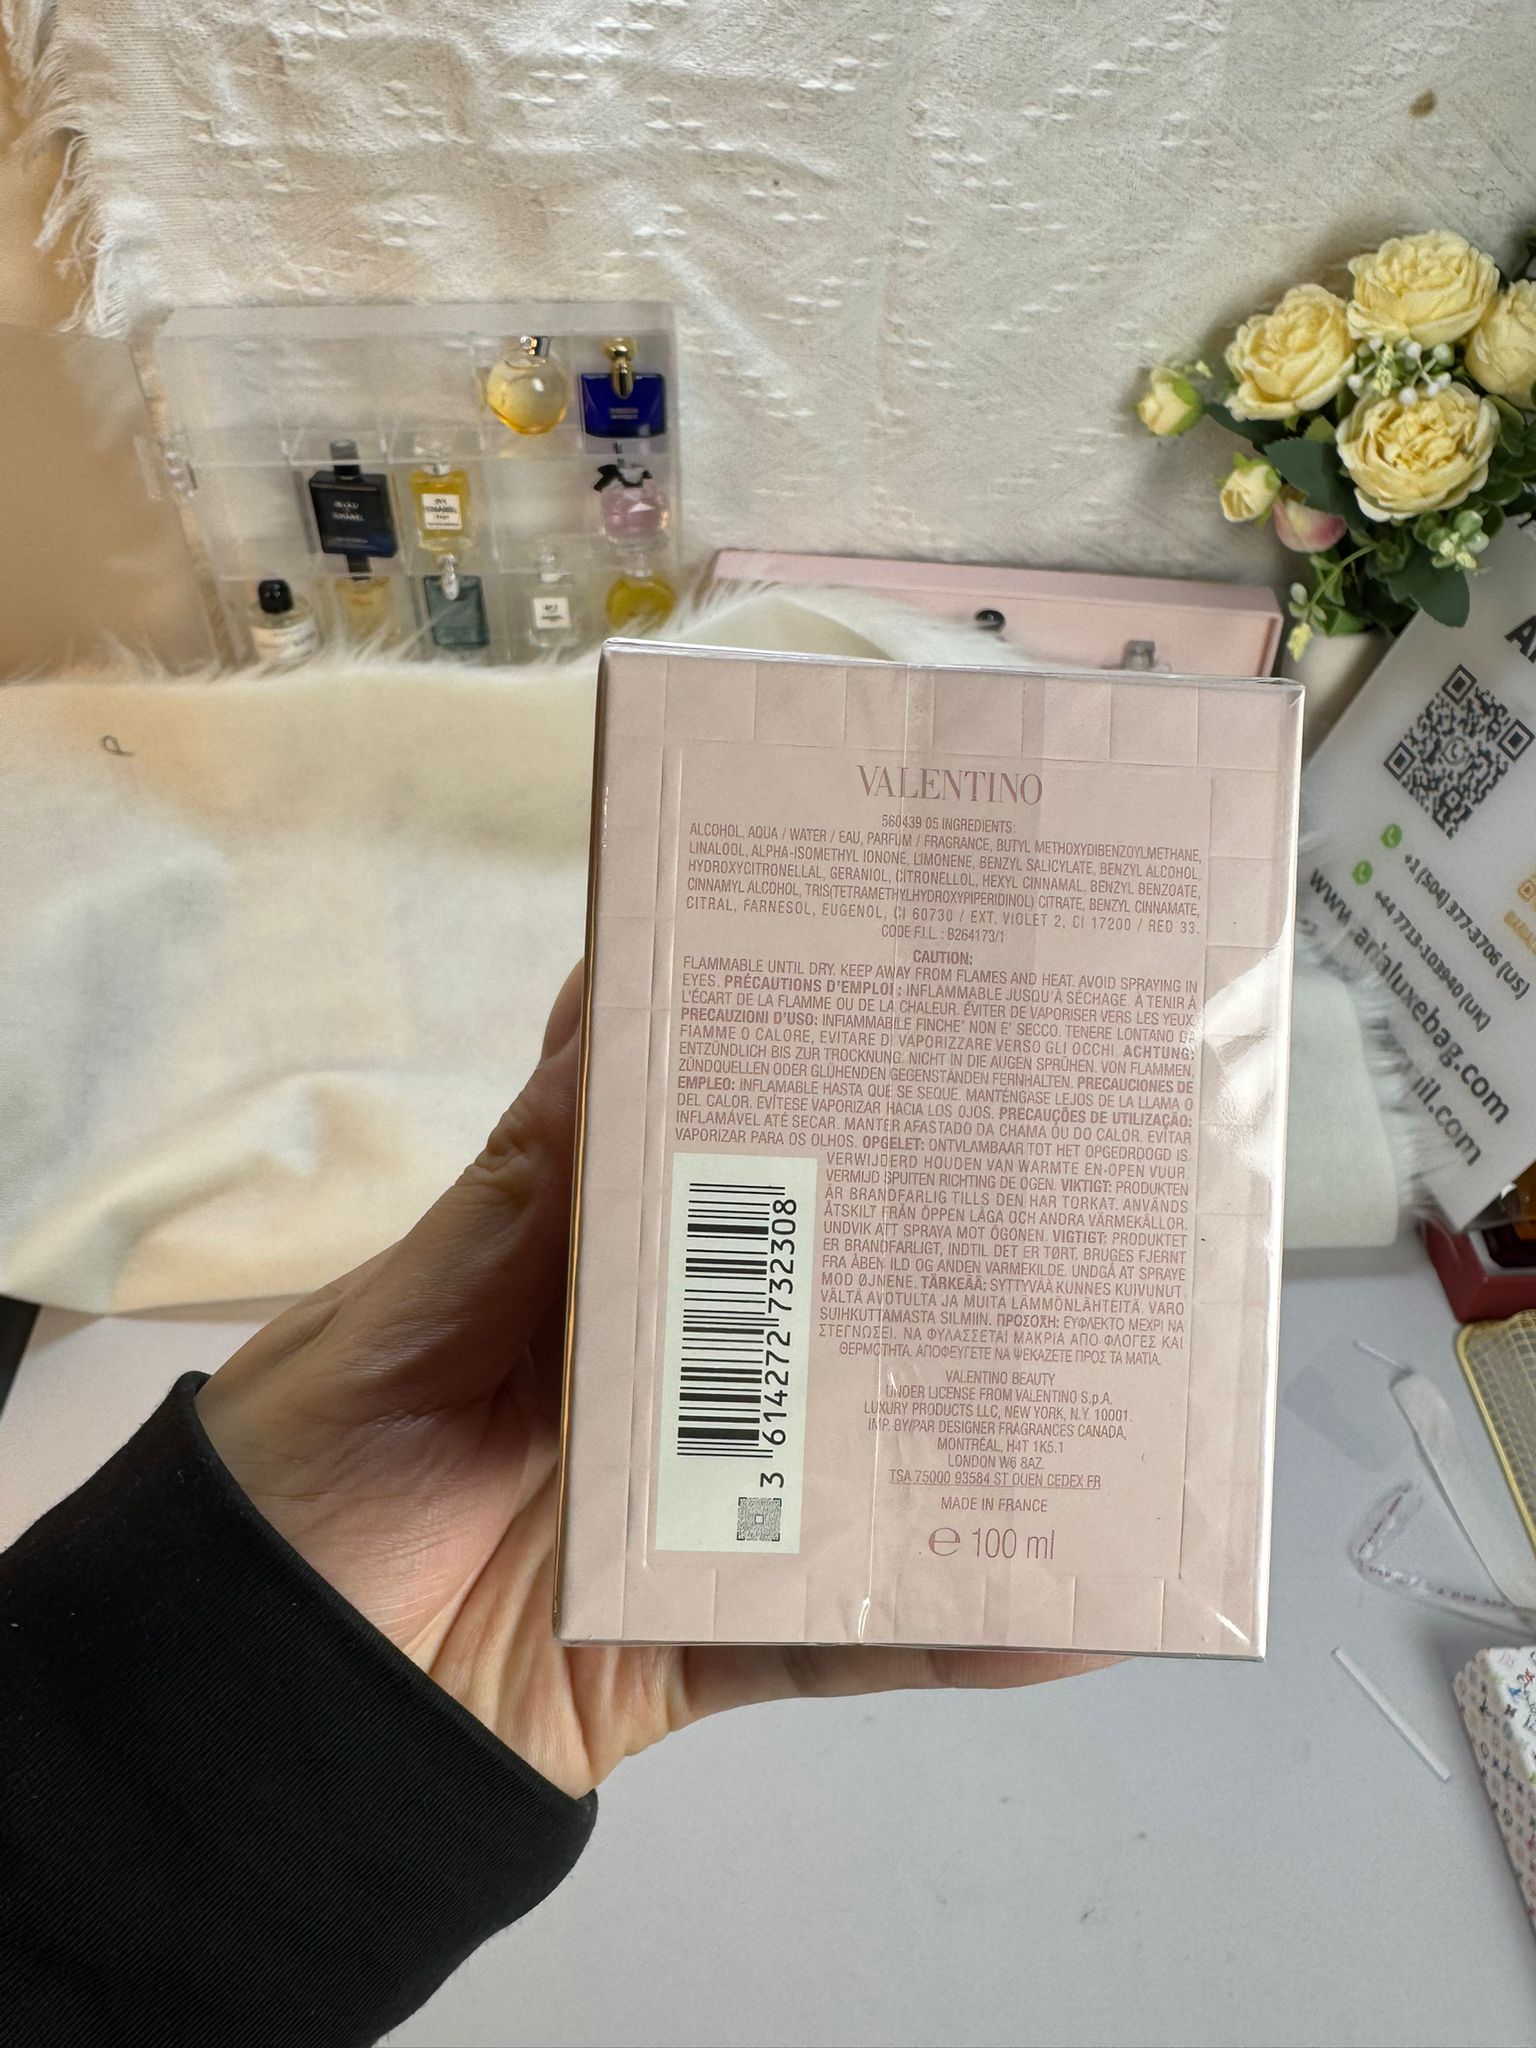 VALENTINO
560439 05 INGREDIENTS:
ALCOHOL, AQUA / WATER / EAU, PARFUM / FRAGRANCE, BUTYL METHOXYDIBENZOYLMETHANE,
LINALOOL, ALPHA-ISOMETHYL IONONE, LIMONENE, BENZYL SALICYLATE, BENZYL ALCOHOL,
HYDROXYCITRONELLAL, GERANIOL, CITRONELLOL, HEXYL CINNAMAL, BENZYL BENZOATE,
CINNAMYL ALCOHOL, TRIS(TETRAMETHYLHYDROXYPIPERIDINOL) CITRATE, BENZYL CINNAMATE,
CITRAL, FARNESOL, EUGENOL, CI 60730 / EXT. VIOLET 2, CI 17200 / RED 33.
CODE F.I.L. : B264173/1
CAUTION:
FLAMMABLE UNTIL DRY. KEEP AWAY FROM FLAMES AND HEAT. AVOID SPRAYING IN
EYES. PRÉCAUTIONS D'EMPLOI : INFLAMMABLE JUSQU'À SÉCHAGE. À TENIR À
L'ÉCART DE LA FLAMME OU DE LA CHALEUR. ÉVITER DE VAPORISER VERS LES YEUX.
PRECAUZIONI D'USO: INFIAMMABILE FINCHE' NON E' SECCO. TENERE LONTANO DA
FIAMME O CALORE, EVITARE DI VAPORIZZARE VERSO GLI OCCHI. ACHTUNG:
ENTZÜNDLICH BIS ZUR TROCKNUNG. NICHT IN DIE AUGEN SPRÜHEN. VON FLAMMEN,
ZÜNDQUELLEN ODER GLÜHENDEN GEGENSTÄNDEN FERNHALTEN. PRECAUCIONES DE
EMPLEO: INFLAMABLE HASTA QUE SE SEQUE. MANTÉNGASE LEJOS DE LA LLAMA O
DEL CALOR. EVÍTESE VAPORIZAR HACIA LOS OJOS. PRECAUÇÕES DE UTILIZAÇÃO:
INFLAMÁVEL ATÉ SECAR. MANTER AFASTADO DA CHAMA OU DO CALOR. EVITAR
VAPORIZAR PARA OS OLHOS. OPGELET: ONTVLAMBAAR TOT HET OPGEDROOGD IS.
VERWIJDERD HOUDEN VAN WARMTE EN OPEN VUUR.
VERMIJD SPUITEN RICHTING DE OGEN. VIKTIGT: PRODUKTEN
ÄR BRANDFARLIG TILLS DEN HAR TORKAT. ANVÄNDS
ÅTSKILT FRÅN ÖPPEN LÅGA OCH ANDRA VÄRMEKÄLLOR.
UNDVIK ATT SPRAYA MOT ÖGONEN. VIGTIGT: PRODUKTET
ER BRANDFARLIGT, INDTIL DET ER TØRT. BRUGES FJERNT
FRA ÅBEN ILD OG ANDEN VARMEKILDE. UNDGÅ AT SPRAYE
MOD ØJNENE. TÄRKEÄÄ: SYTTYVÄÄ KUNNES KUIVUNUT.
VÄLTÄ AVOTULTA JA MUITA LÄMMÖNLÄHTEITÄ. VARO
SUIHKUTTAMASTA SILMIIN. ΠΡΟΣΟΧΗ: ΕΥΦΛΕΚΤΟ ΜΕΧΡΙ ΝΑ
ΣΤΕΓΝΩΣΕΙ. ΝΑ ΦΥΛΑΣΣΕΤΑΙ ΜΑΚΡΙΑ ΑΠΟ ΦΛΟΓΕΣ ΚΑΙ
ΘΕΡΜΟΤΗΤΑ. ΑΠΟΦΕΥΓΕΤΕ ΝΑ ΨΕΚΑΖΕΤΕ ΠΡΟΣ ΤΑ ΜΑΤΙΑ.
VALENTINO BEAUTY
UNDER LICENSE FROM VALENTINO S.p.A.
LUXURY PRODUCTS LLC, NEW YORK, N.Y. 10001.
IMP. BY/PAR DESIGNER FRAGRANCES CANADA,
MONTRÉAL, H4T 1K5.1
LONDON W6 8AZ.
TSA 75000 93584 ST OUEN CEDEX FR
MADE IN FRANCE
e 100 ml
3 614272 732308
+1 (504) 377-3706 (US)
+44 7713-103940 (UK)
www.arialuxebag.com